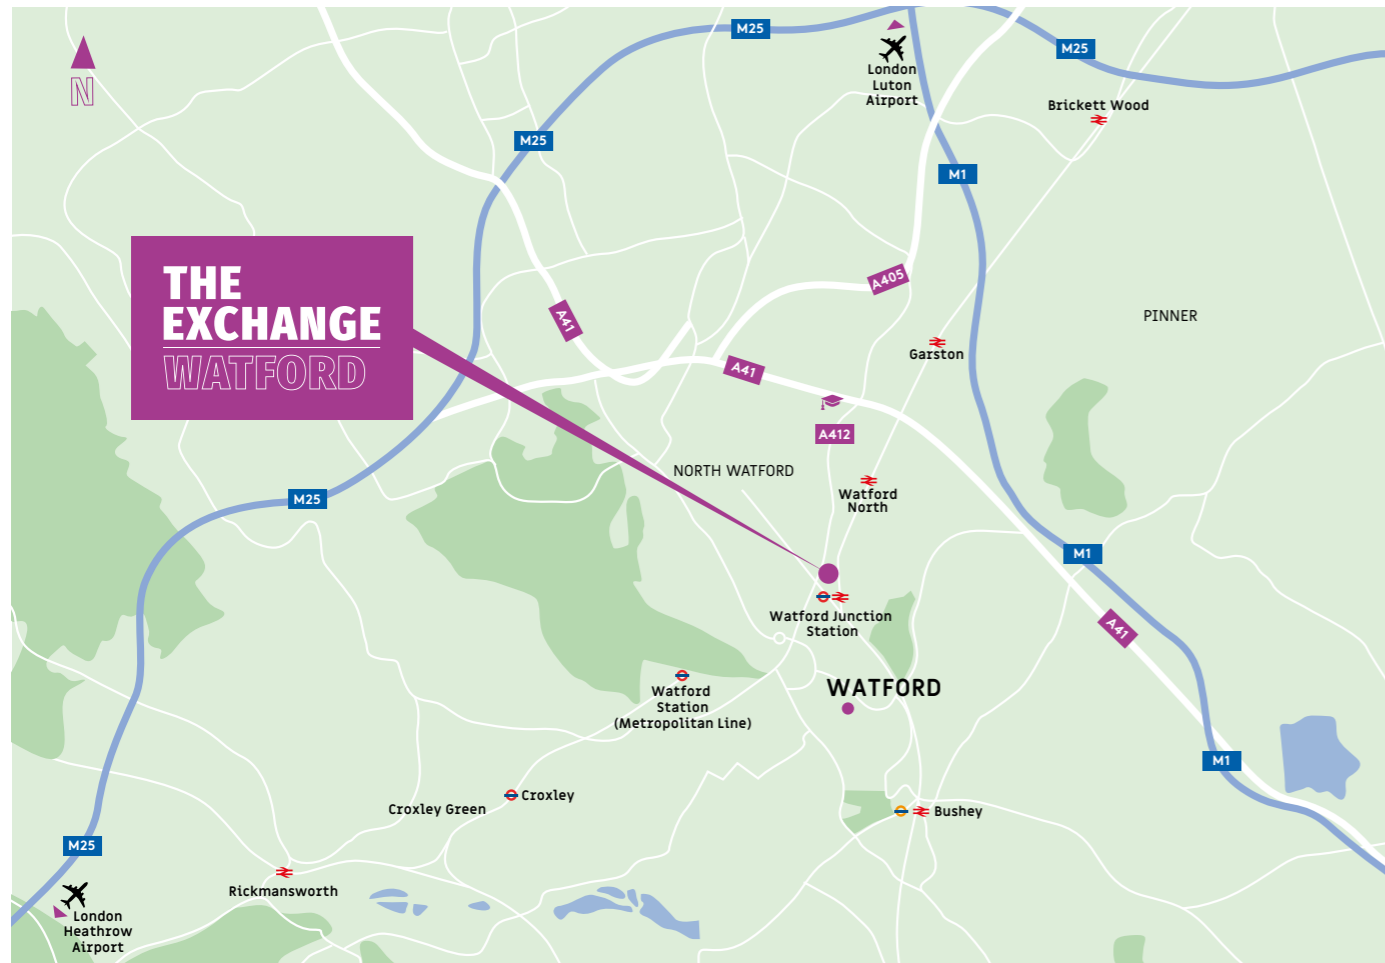 M25
M25
London
Luton
Airport
N
Brickett Wood
M25
M1
THE
EXCHANGE
WATFORD
A405
A41
PINNER
Garston
A41
A412
NORTH WATFORD
Watford
North
M25
M1
Watford Junction
Station
A41
WATFORD
Watford
Station
(Metropolitan Line)
M1
Croxley
Croxley Green
Bushey
M25
Rickmansworth
London
Heathrow
Airport